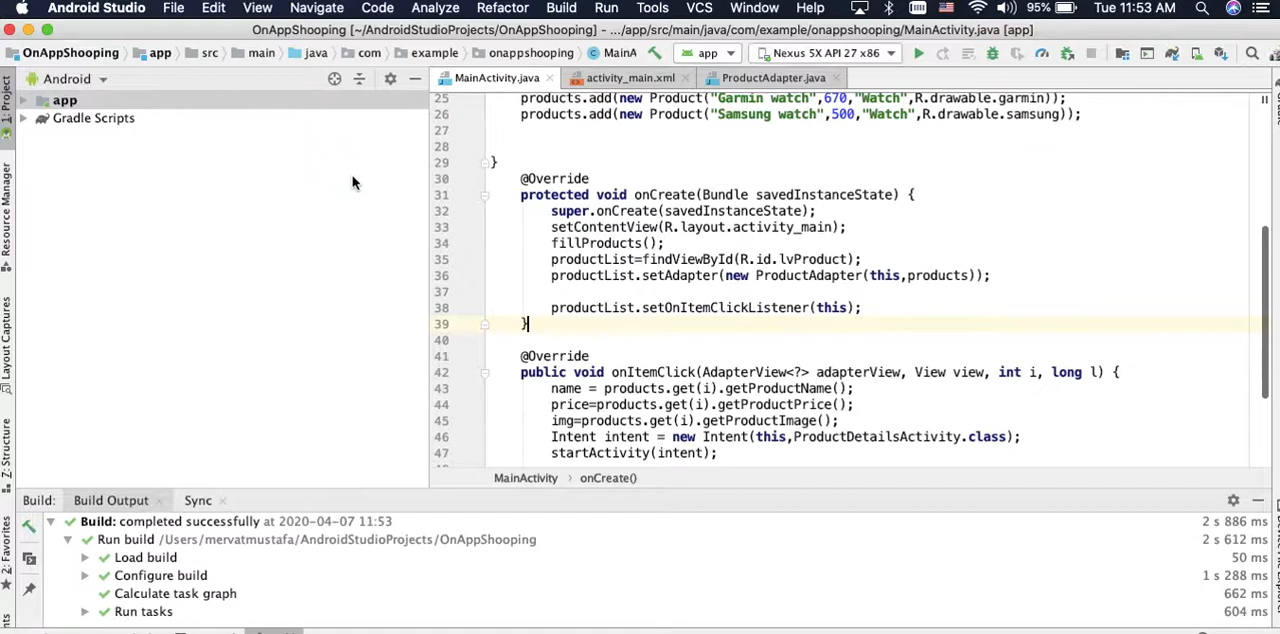 Android Studio File Edit View Navigate Code Analyze Refactor Build Run Tools VCS Window Help 95% Tue 11:53 AM
OnAppShooping [~/AndroidStudioProjects/OnAppShooping] - .../app/src/main/java/com/example/onappshooping/MainActivity.java [app]
OnAppShooping app src main java com example onappshooping MainA app Nexus 5X API 27 x86
1: Project
Resource Manager
Layout Captures
Z: Structure
2: Favorites
Android
app
Gradle Scripts
MainActivity.java activity_main.xml ProductAdapter.java
25 products.add(new Product("Garmin watch",670,"Watch",R.drawable.garmin));
26 products.add(new Product("Samsung watch",500,"Watch",R.drawable.samsung));
27
28
29 }
30 @Override
31 protected void onCreate(Bundle savedInstanceState) {
32 super.onCreate(savedInstanceState);
33 setContentView(R.layout.activity_main);
34 fillProducts();
35 productList=findViewById(R.id.lvProduct);
36 productList.setAdapter(new ProductAdapter(this,products));
37
38 productList.setOnItemClickListener(this);
39 }
40
41 @Override
42 public void onItemClick(AdapterView<?> adapterView, View view, int i, long l) {
43 name = products.get(i).getProductName();
44 price=products.get(i).getProductPrice();
45 img=products.get(i).getProductImage();
46 Intent intent = new Intent(this,ProductDetailsActivity.class);
47 startActivity(intent);
MainActivity › onCreate()
Build: Build Output Sync
Build: completed successfully at 2020-04-07 11:53 2 s 886 ms
Run build /Users/mervatmustafa/AndroidStudioProjects/OnAppShooping 2 s 612 ms
Load build 50 ms
Configure build 1 s 288 ms
Calculate task graph 662 ms
Run tasks 604 ms